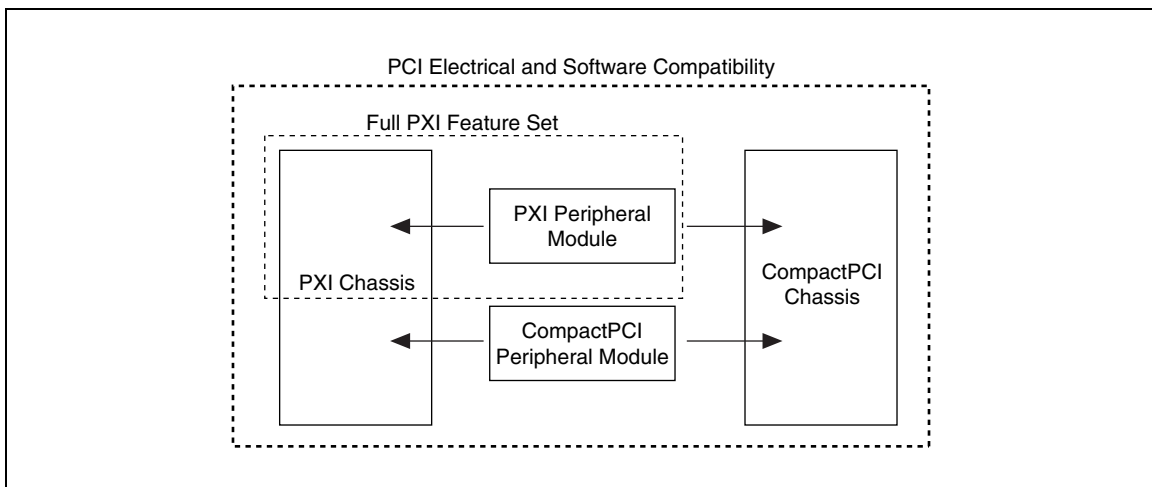 PCI Electrical and Software Compatibility
Full PXI Feature Set
PXI Peripheral
Module
PXI Chassis
CompactPCI
Chassis
CompactPCI
Peripheral Module